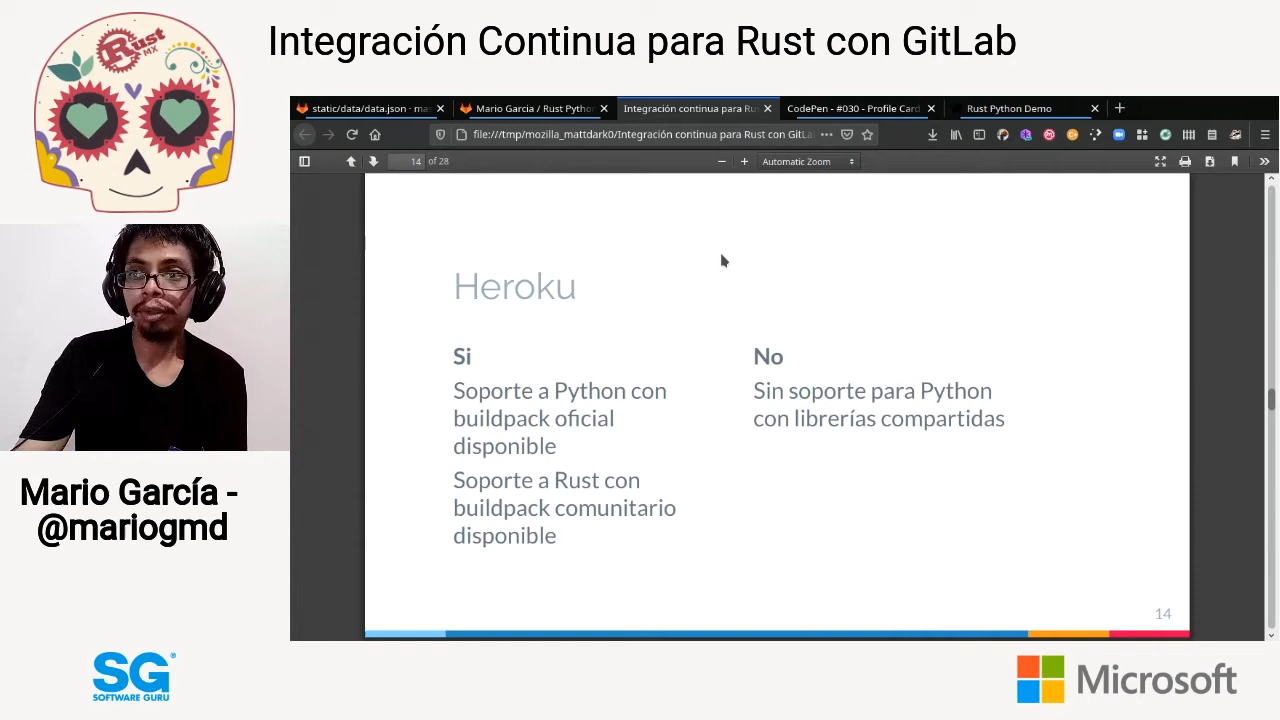 Rust
MX
Integración Continua para Rust con GitLab
static/data/data.json · mas
Mario Garcia / Rust Python
Integración continua para Rus
CodePen - #030 - Profile Card
Rust Python Demo
file:///tmp/mozilla_mattdark0/Integración continua para Rust con GitLa
14 of 28
Automatic Zoom
Heroku
Si
Soporte a Python con
buildpack oficial
disponible
Soporte a Rust con
buildpack comunitario
disponible
No
Sin soporte para Python
con librerías compartidas
14
Mario García -
@mariogmd
SG
SOFTWARE GURU
Microsoft